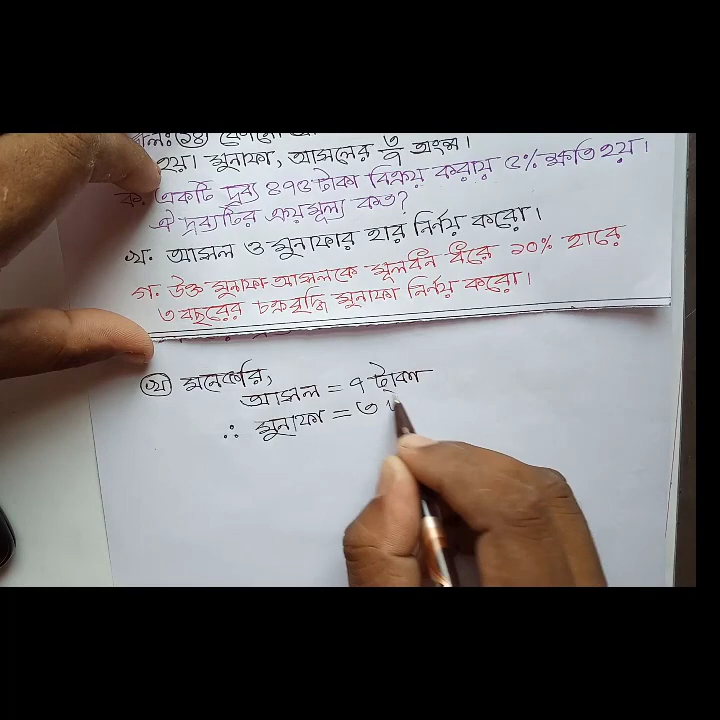 হয়। মুনাফা, আসলের ৩/৭ অংশ।
ক. একটি দ্রব্য ৪৭৫ টাকা বিক্রয় করায় ৫% ক্ষতি হয়।
ঐ দ্রব্যটির ক্রয়মূল্য কত?
খ. আসল ও মুনাফার হার নির্ণয় করো।
গ. উক্ত মুনাফা-আসলকে মূলধন ধরে ১০% হারে
৩ বছরের চক্রবৃদ্ধি মুনাফা নির্ণয় করো।
খ মনেকরি,
আসল = ৭ টাকা
∴ মুনাফা = ৩